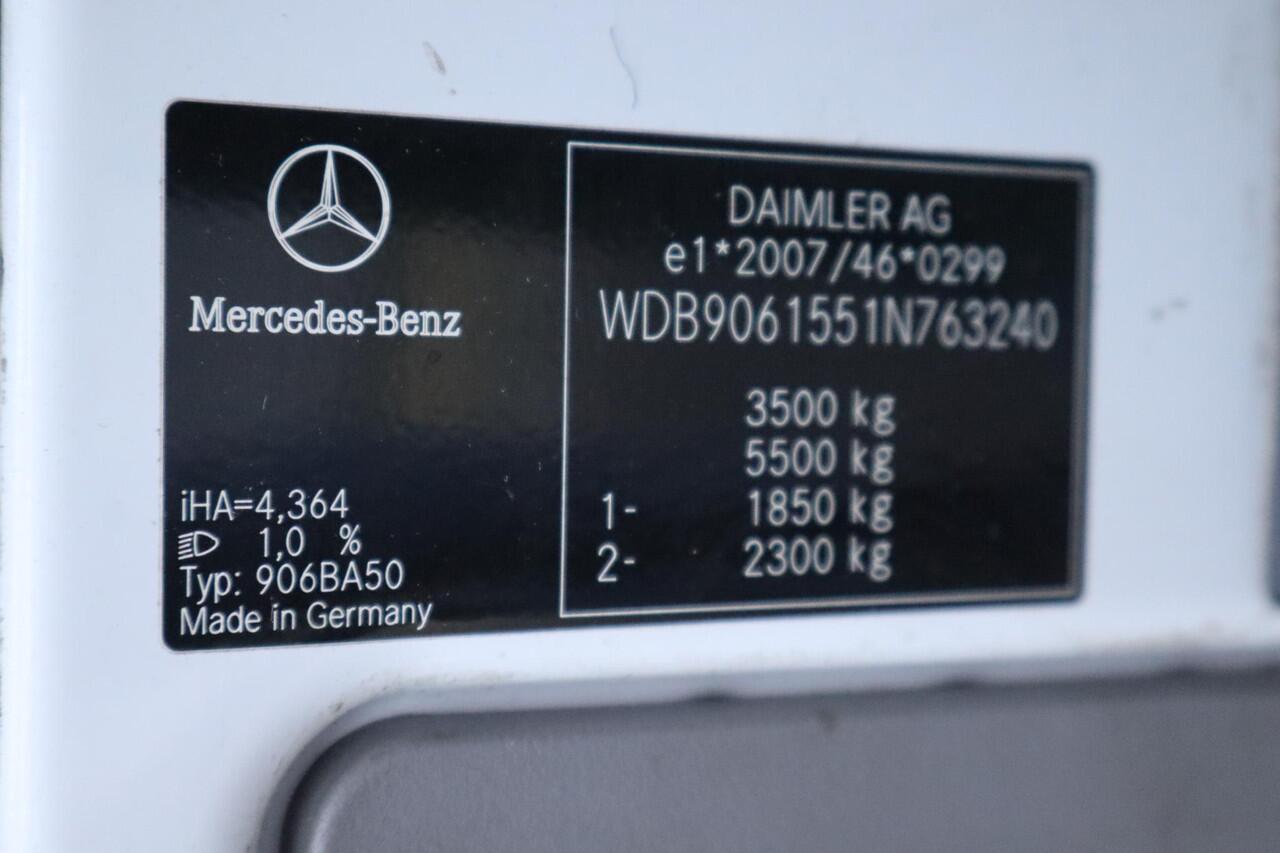 Mercedes-Benz
iHA=4,364
1,0 %
Typ: 906BA50
Made in Germany
DAIMLER AG
e1*2007/46*0299
WDB9061551N763240
3500 kg
5500 kg
1- 1850 kg
2- 2300 kg